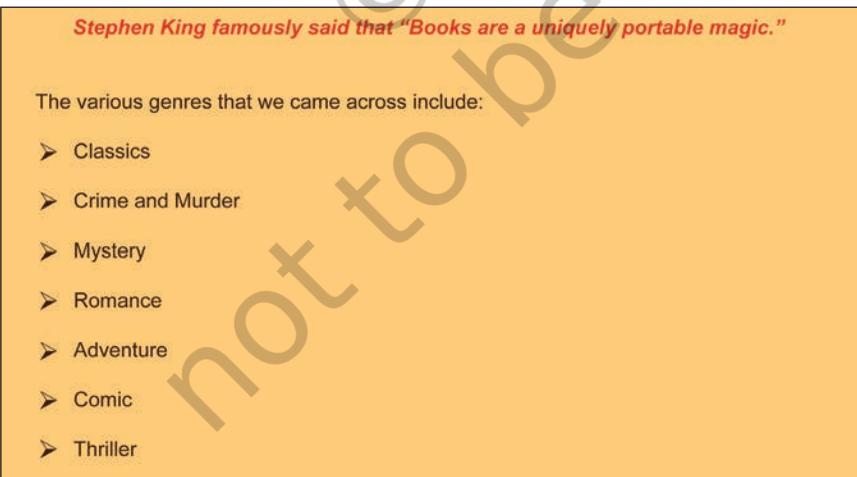 Stephen King famously said that “Books are a uniquely portable magic.”
The various genres that we came across include:
➢ Classics
➢ Crime and Murder
➢ Mystery
➢ Romance
➢ Adventure
➢ Comic
➢ Thriller
not to be